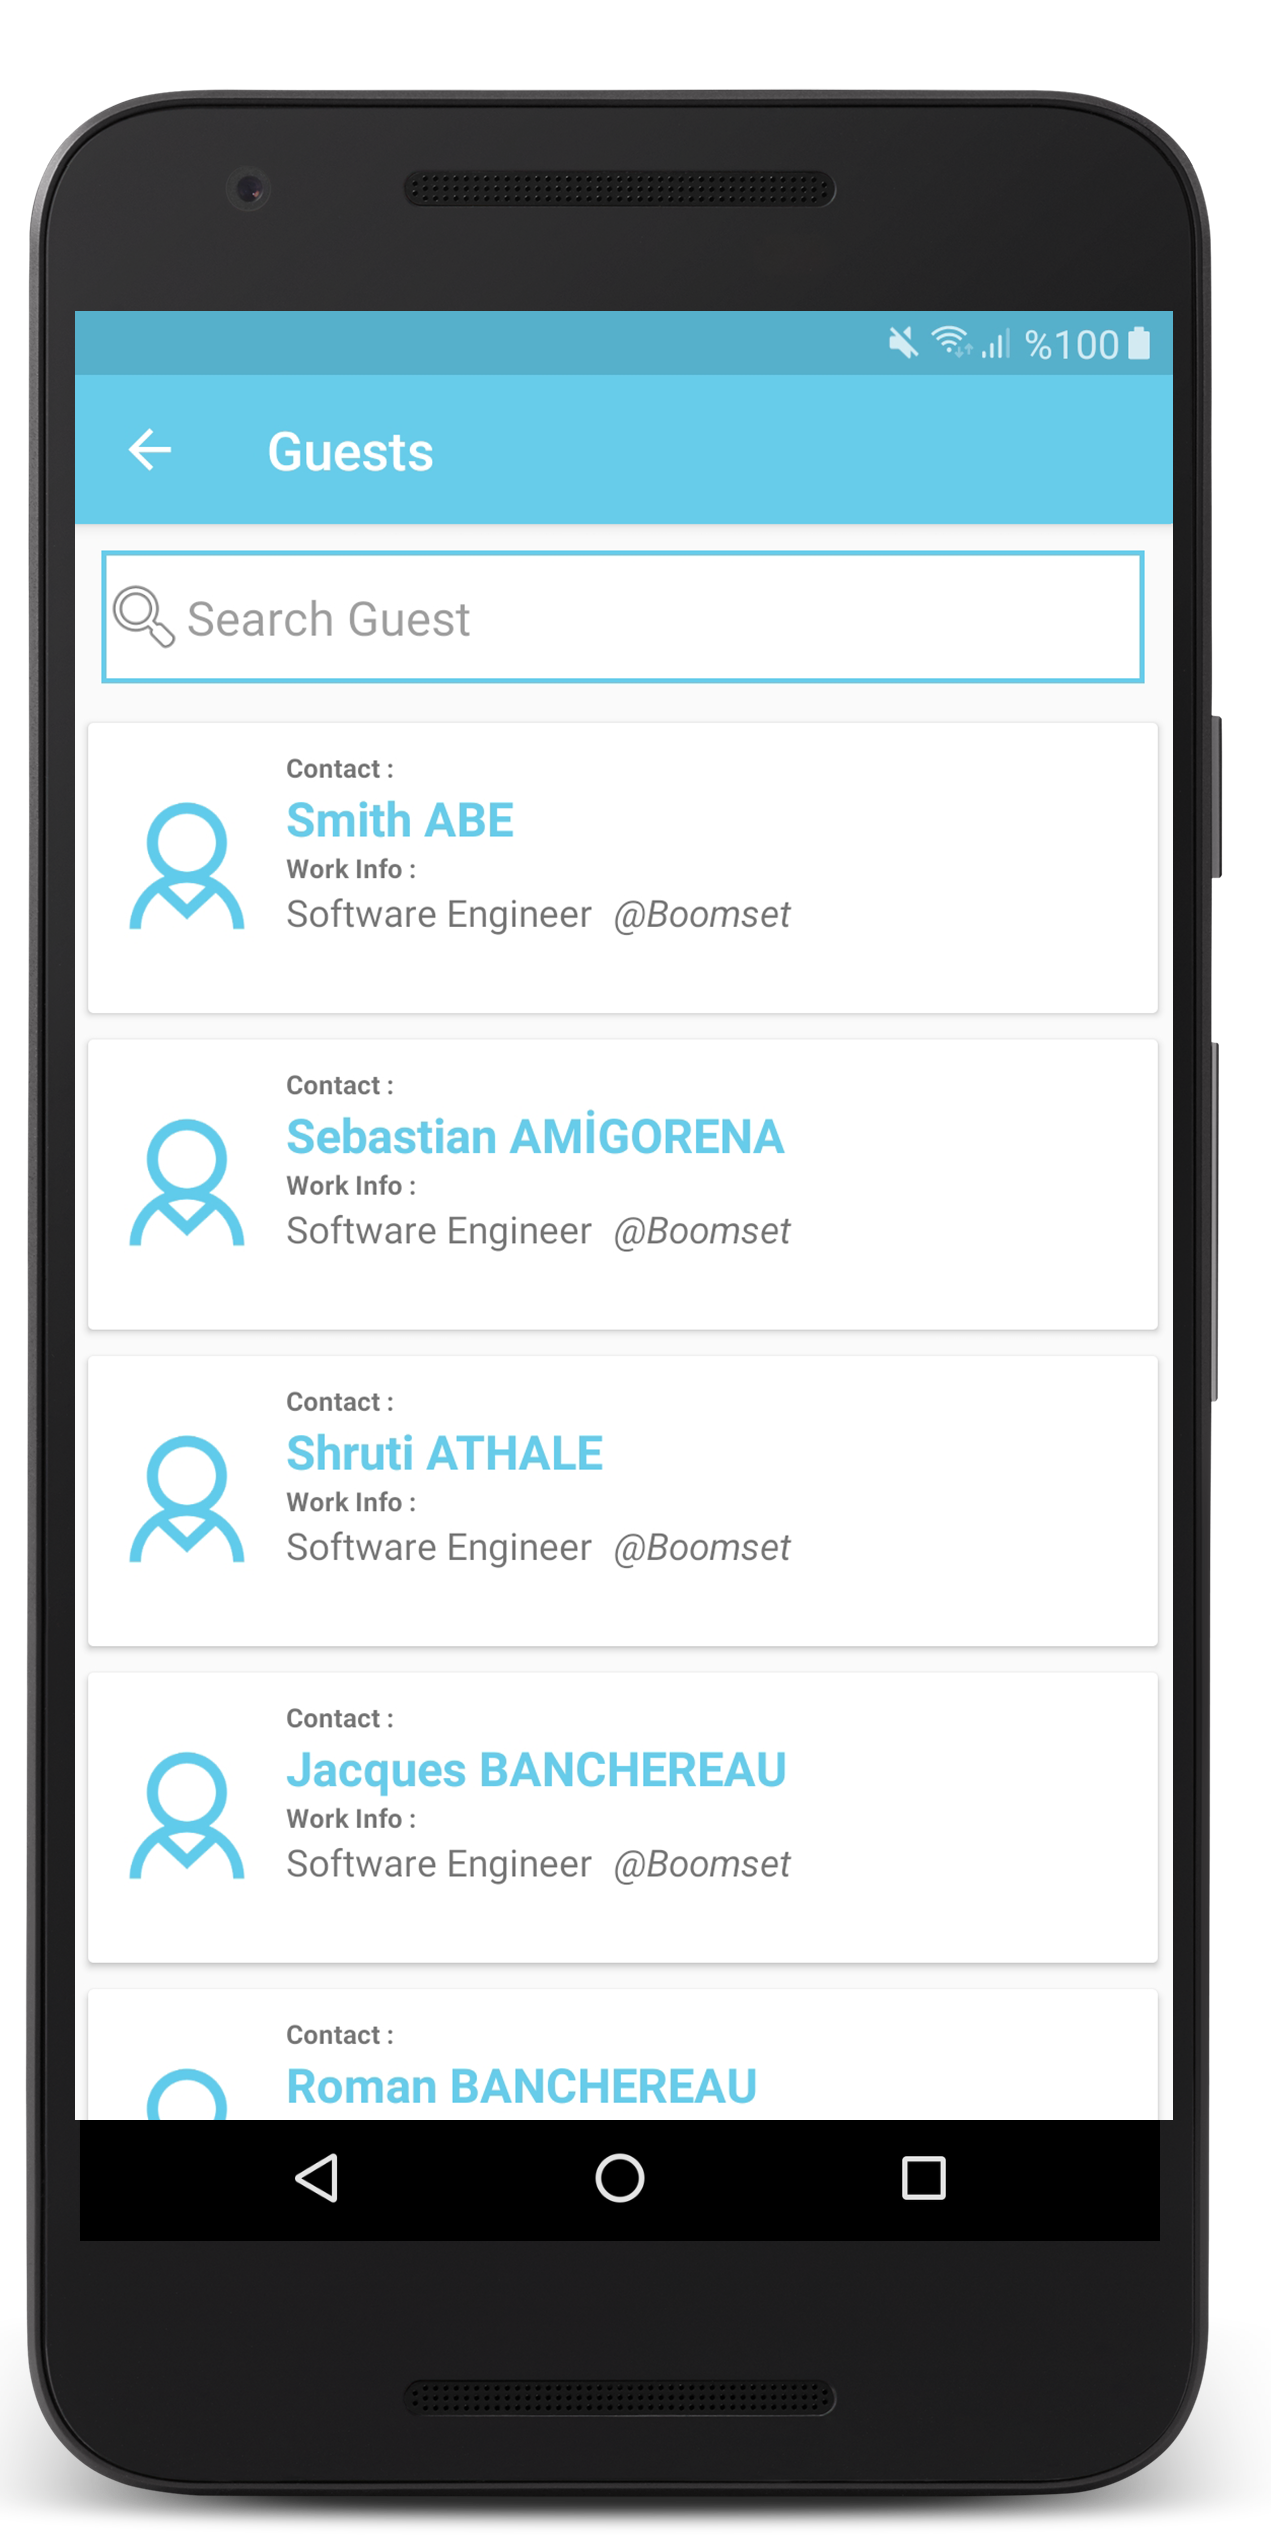 %100
Guests
Search Guest
Contact :
Smith ABE
Work Info :
Software Engineer @Boomset
Contact :
Sebastian AMİGORENA
Work Info :
Software Engineer @Boomset
Contact :
Shruti ATHALE
Work Info :
Software Engineer @Boomset
Contact :
Jacques BANCHEREAU
Work Info :
Software Engineer @Boomset
Contact :
Roman BANCHEREAU